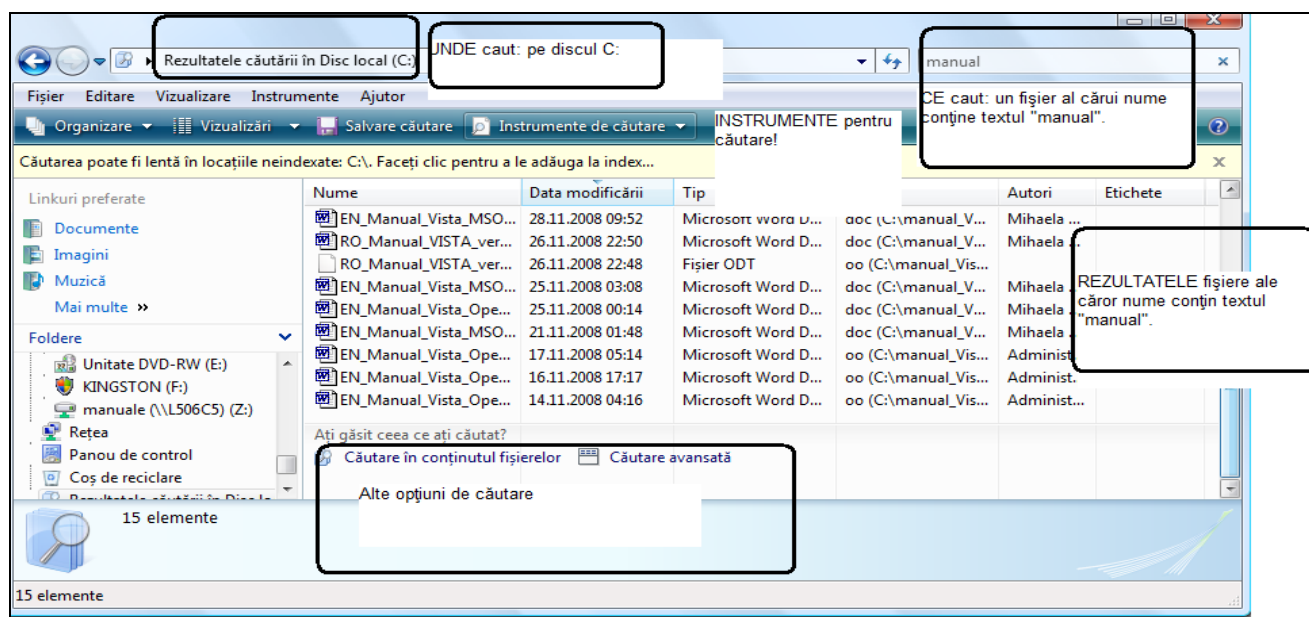 Rezultatele căutării în Disc local (C:)
UNDE caut: pe discul C:
manual
Fișier Editare Vizualizare Instrumente Ajutor
CE caut: un fişier al cărui nume
conţine textul "manual".
Organizare Vizualizări Salvare căutare Instrumente de căutare
INSTRUMENTE pentru
căutare!
Căutarea poate fi lentă în locațiile neindexate: C:\. Faceți clic pentru a le adăuga la index...
Linkuri preferate
Documente
Imagini
Muzică
Mai multe »
Foldere
Unitate DVD-RW (E:)
KINGSTON (F:)
manuale (\\L506C5) (Z:)
Rețea
Panou de control
Coș de reciclare
Rezultatele căutării în Disc lo
Nume Data modificării Tip Autori Etichete
EN_Manual_Vista_MSO... 28.11.2008 09:52 Microsoft Word D... doc (C:\manual_V... Mihaela ...
RO_Manual_VISTA_ver... 26.11.2008 22:50 Microsoft Word D... doc (C:\manual_V... Mihaela ...
RO_Manual_VISTA_ver... 26.11.2008 22:48 Fișier ODT oo (C:\manual_Vis...
EN_Manual_Vista_MSO... 25.11.2008 03:08 Microsoft Word D... doc (C:\manual_V... Mihaela
EN_Manual_Vista_Ope... 25.11.2008 00:14 Microsoft Word D... doc (C:\manual_V... Mihaela
EN_Manual_Vista_MSO... 21.11.2008 01:48 Microsoft Word D... doc (C:\manual_V... Mihaela
EN_Manual_Vista_Ope... 17.11.2008 05:14 Microsoft Word D... oo (C:\manual_Vis... Administ
EN_Manual_Vista_Ope... 16.11.2008 17:17 Microsoft Word D... oo (C:\manual_Vis... Administ.
EN_Manual_Vista_Ope... 14.11.2008 04:16 Microsoft Word D... oo (C:\manual_Vis... Administ...
REZULTATELE fişiere ale
căror nume conţin textul
"manual".
Ați găsit ceea ce ați căutat?
Căutare în conținutul fișierelor Căutare avansată
Alte opţiuni de căutare
15 elemente
15 elemente